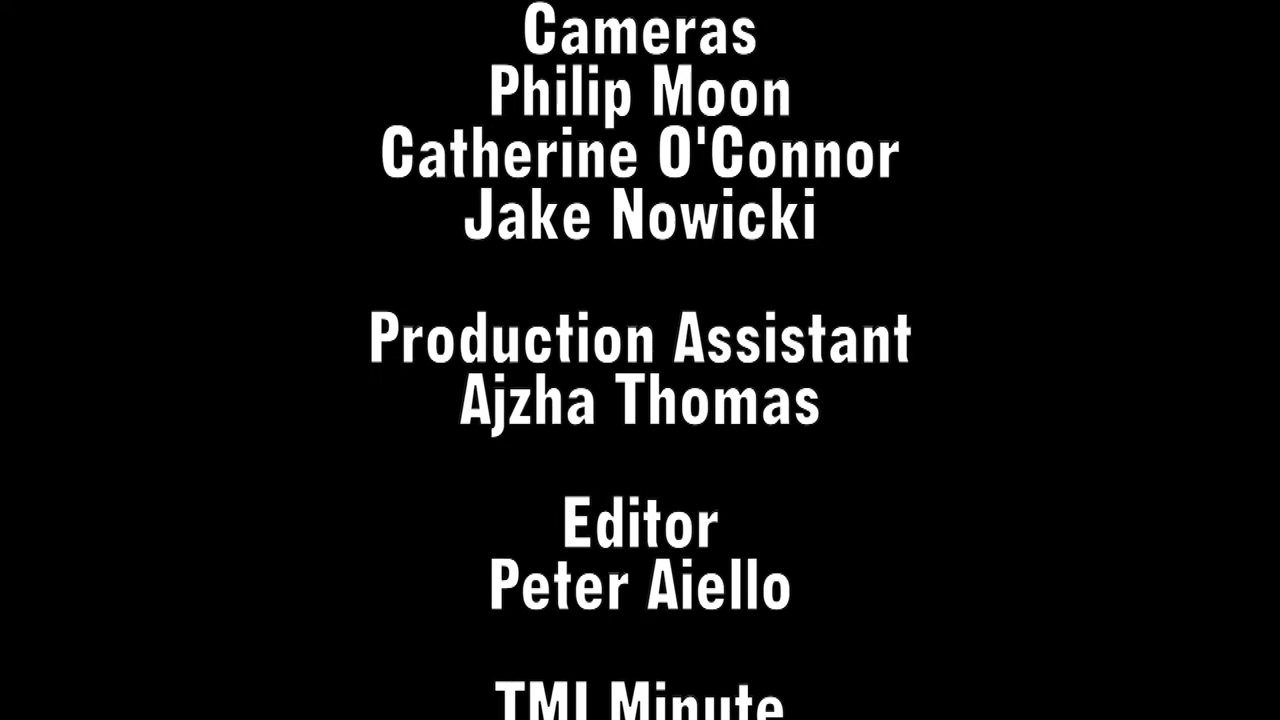 Cameras
Philip Moon
Catherine O'Connor
Jake Nowicki
Production Assistant
Ajzha Thomas
Editor
Peter Aiello
TMI Minute